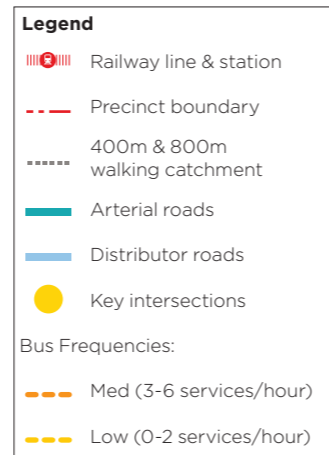 Legend
Railway line & station
Precinct boundary
400m & 800m
walking catchment
Arterial roads
Distributor roads
Key intersections
Bus Frequencies:
Med (3-6 services/hour)
Low (0-2 services/hour)